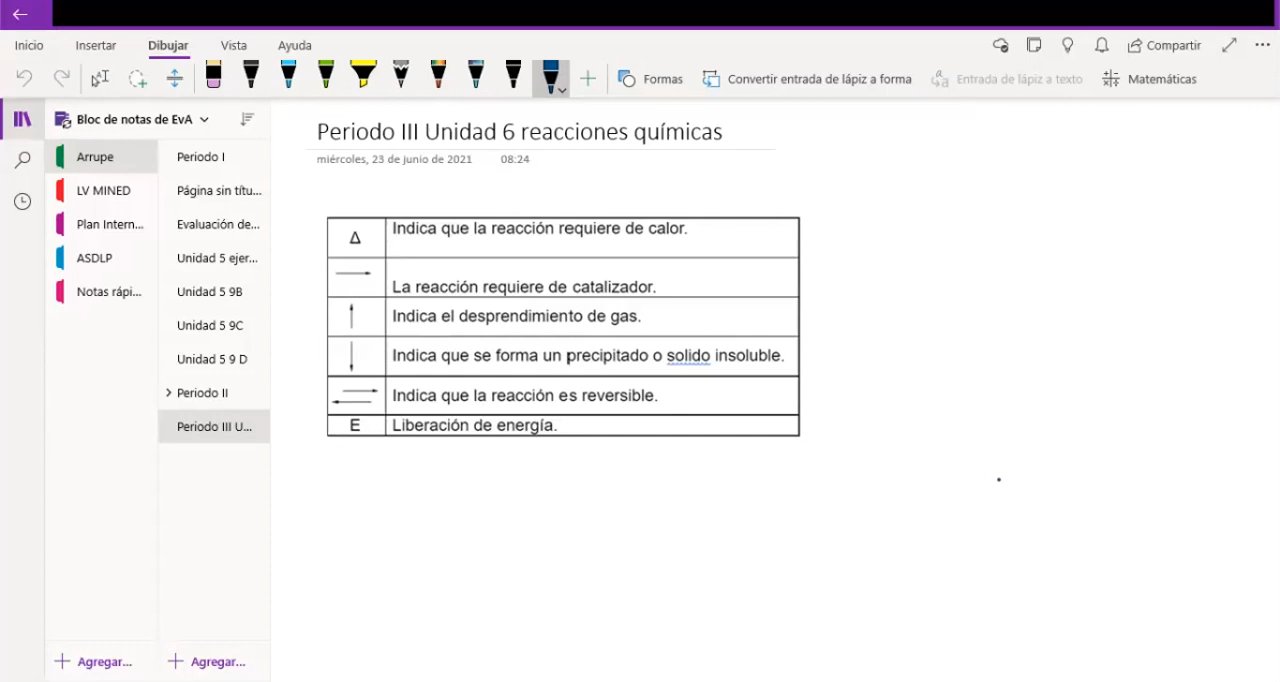 Inicio Insertar Dibujar Vista Ayuda Compartir
Formas Convertir entrada de lápiz a forma Entrada de lápiz a texto Matemáticas
Bloc de notas de EvA
Arrupe
LV MINED
Plan Intern...
ASDLP
Notas rápi...
Agregar...
Periodo I
Página sin títu...
Evaluación de...
Unidad 5 ejer...
Unidad 5 9B
Unidad 5 9C
Unidad 5 9 D
Periodo II
Periodo III U...
Agregar...
Periodo III Unidad 6 reacciones químicas
miércoles, 23 de junio de 2021 08:24
Δ Indica que la reacción requiere de calor.
→ La reacción requiere de catalizador.
↑ Indica el desprendimiento de gas.
↓ Indica que se forma un precipitado o solido insoluble.
⇄ Indica que la reacción es reversible.
E Liberación de energía.